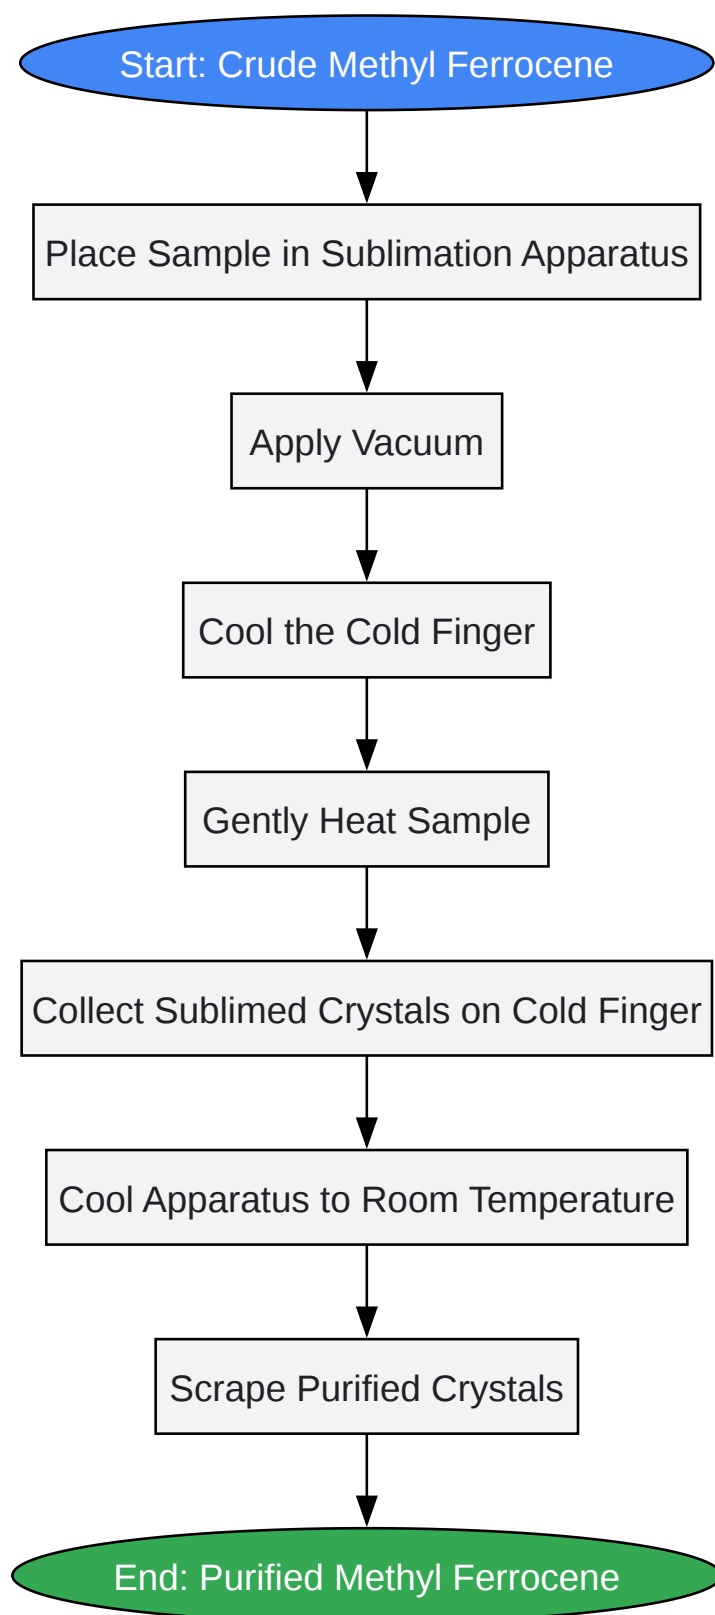 Start: Crude Methyl Ferrocene
Place Sample in Sublimation Apparatus
Apply Vacuum
Cool the Cold Finger
Gently Heat Sample
Collect Sublimed Crystals on Cold Finger
Cool Apparatus to Room Temperature
Scrape Purified Crystals
End: Purified Methyl Ferrocene